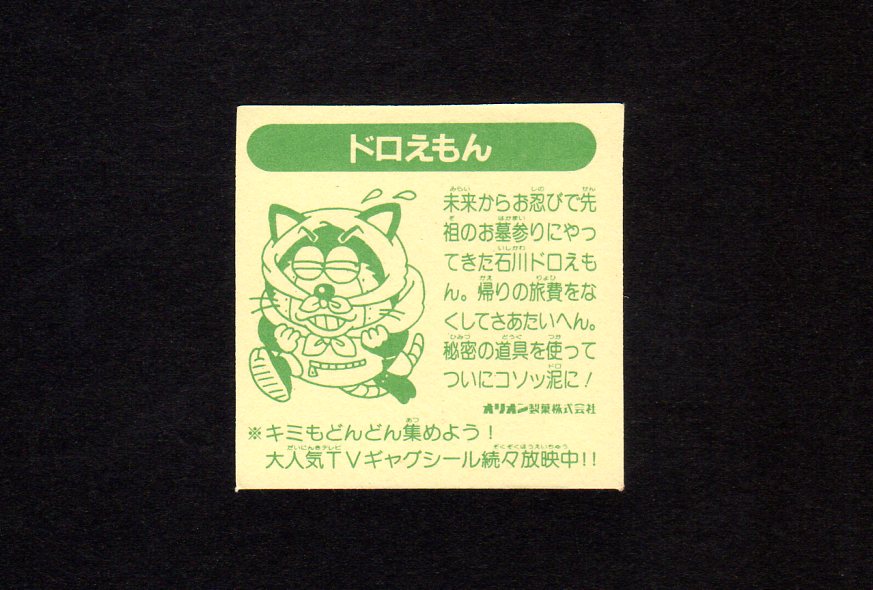 ドロえもん
未来からお忍びで先
祖のお墓参りにやっ
てきた石川ドロえも
ん。帰りの旅費をな
くしてさあたいへん。
秘密の道具を使って
ついにコソッ泥に！
オリオン製菓株式会社
※キミもどんどん集めよう！
大人気TVギャグシール続々放映中!!